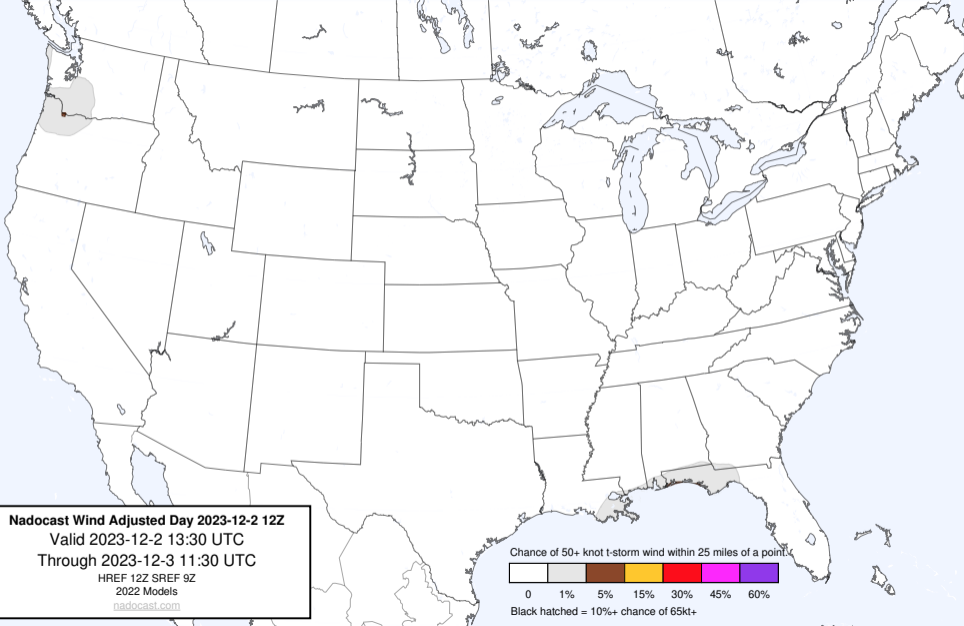 Nadocast Wind Adjusted Day 2023-12-2 12Z
Valid 2023-12-2 13:30 UTC
Through 2023-12-3 11:30 UTC
HREF 12Z SREF 9Z
2022 Models
nadocast.com
Chance of 50+ knot t-storm wind within 25 miles of a point.
0 1% 5% 15% 30% 45% 60%
Black hatched = 10%+ chance of 65kt+